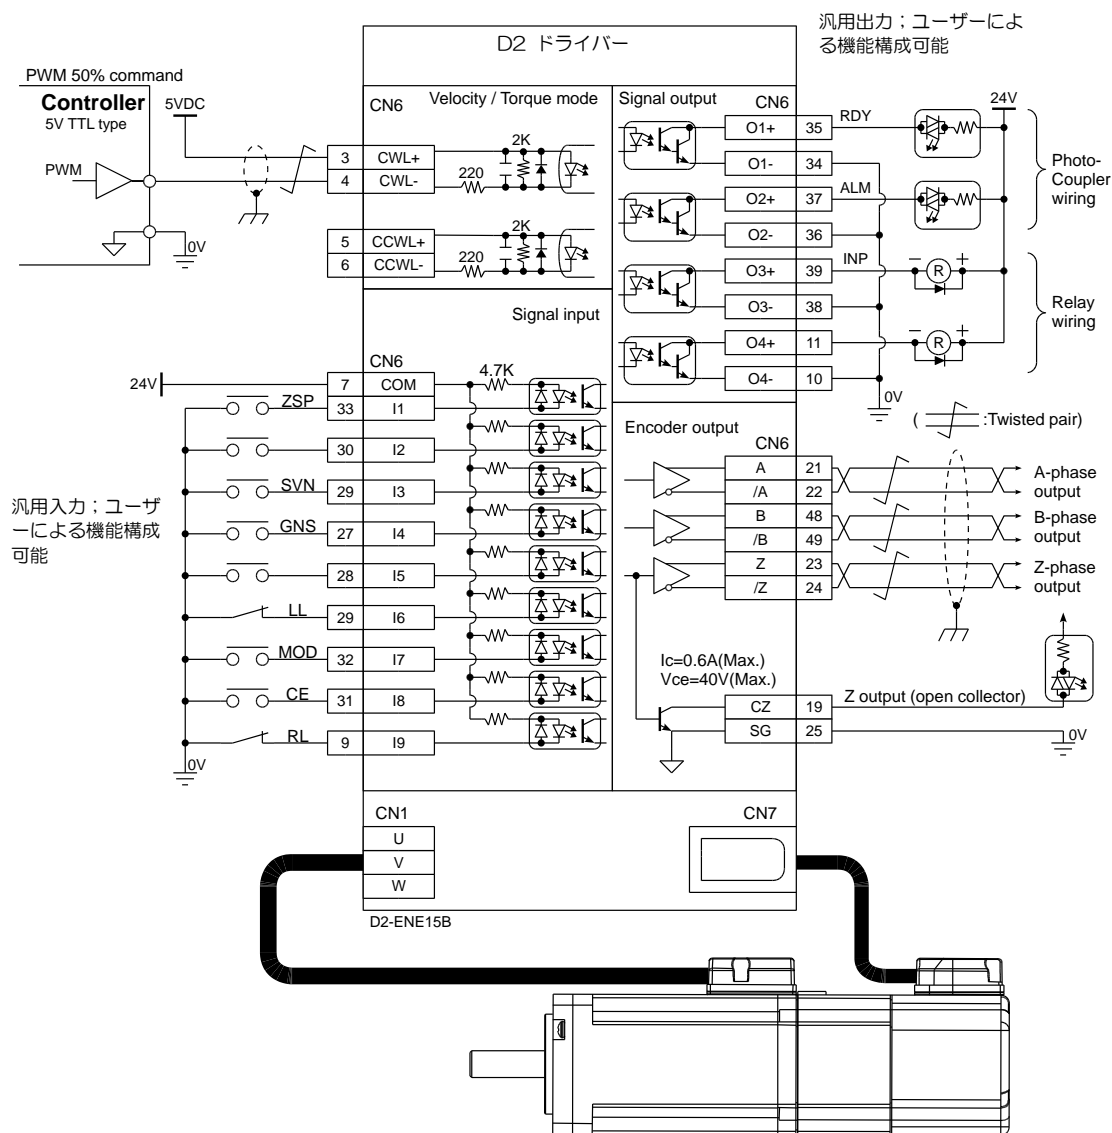 汎用出力；ユーザーによ
る機能構成可能
D2 ドライバー
PWM 50% command
Controller
5V TTL type
5VDC
PWM
0V
CN6
Velocity / Torque mode
3 CWL+
4 CWL-
220
2K
5 CCWL+
6 CCWL-
220
2K
Signal output
CN6
O1+ 35 RDY
O1- 34
O2+ 37 ALM
O2- 36
O3+ 39 INP
O3- 38
O4+ 11
O4- 10
24V
Photo-
Coupler
wiring
− R +
− R +
Relay
wiring
0V
( :Twisted pair)
Signal input
CN6
24V
4.7K
7 COM
ZSP 33 I1
30 I2
SVN 29 I3
GNS 27 I4
28 I5
LL 29 I6
MOD 32 I7
CE 31 I8
RL 9 I9
0V
汎用入力；ユーザ
ーによる機能構成
可能
Encoder output
CN6
A 21
/A 22
B 48
/B 49
Z 23
/Z 24
A-phase
output
B-phase
output
Z-phase
output
Ic=0.6A(Max.)
Vce=40V(Max.)
CZ 19 Z output (open collector)
SG 25
0V
CN1
U
V
W
CN7
D2-ENE15B